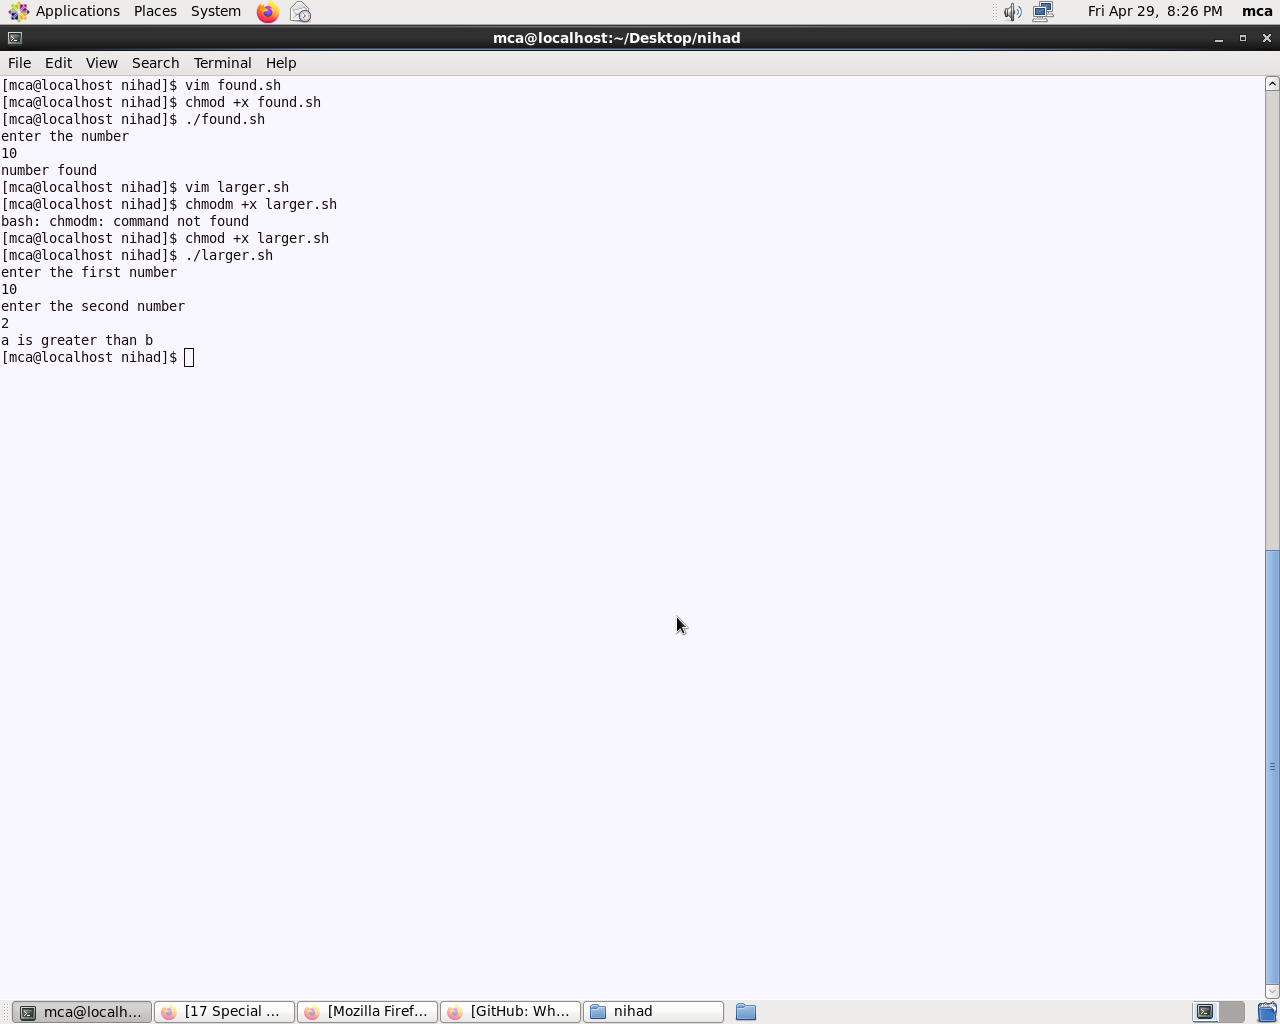 Applications Places System Fri Apr 29, 8:26 PM mca
mca@localhost:~/Desktop/nihad
File Edit View Search Terminal Help
[mca@localhost nihad]$ vim found.sh
[mca@localhost nihad]$ chmod +x found.sh
[mca@localhost nihad]$ ./found.sh
enter the number
10
number found
[mca@localhost nihad]$ vim larger.sh
[mca@localhost nihad]$ chmodm +x larger.sh
bash: chmodm: command not found
[mca@localhost nihad]$ chmod +x larger.sh
[mca@localhost nihad]$ ./larger.sh
enter the first number
10
enter the second number
2
a is greater than b
[mca@localhost nihad]$
mca@localh... [17 Special ... [Mozilla Firef... [GitHub: Wh... nihad